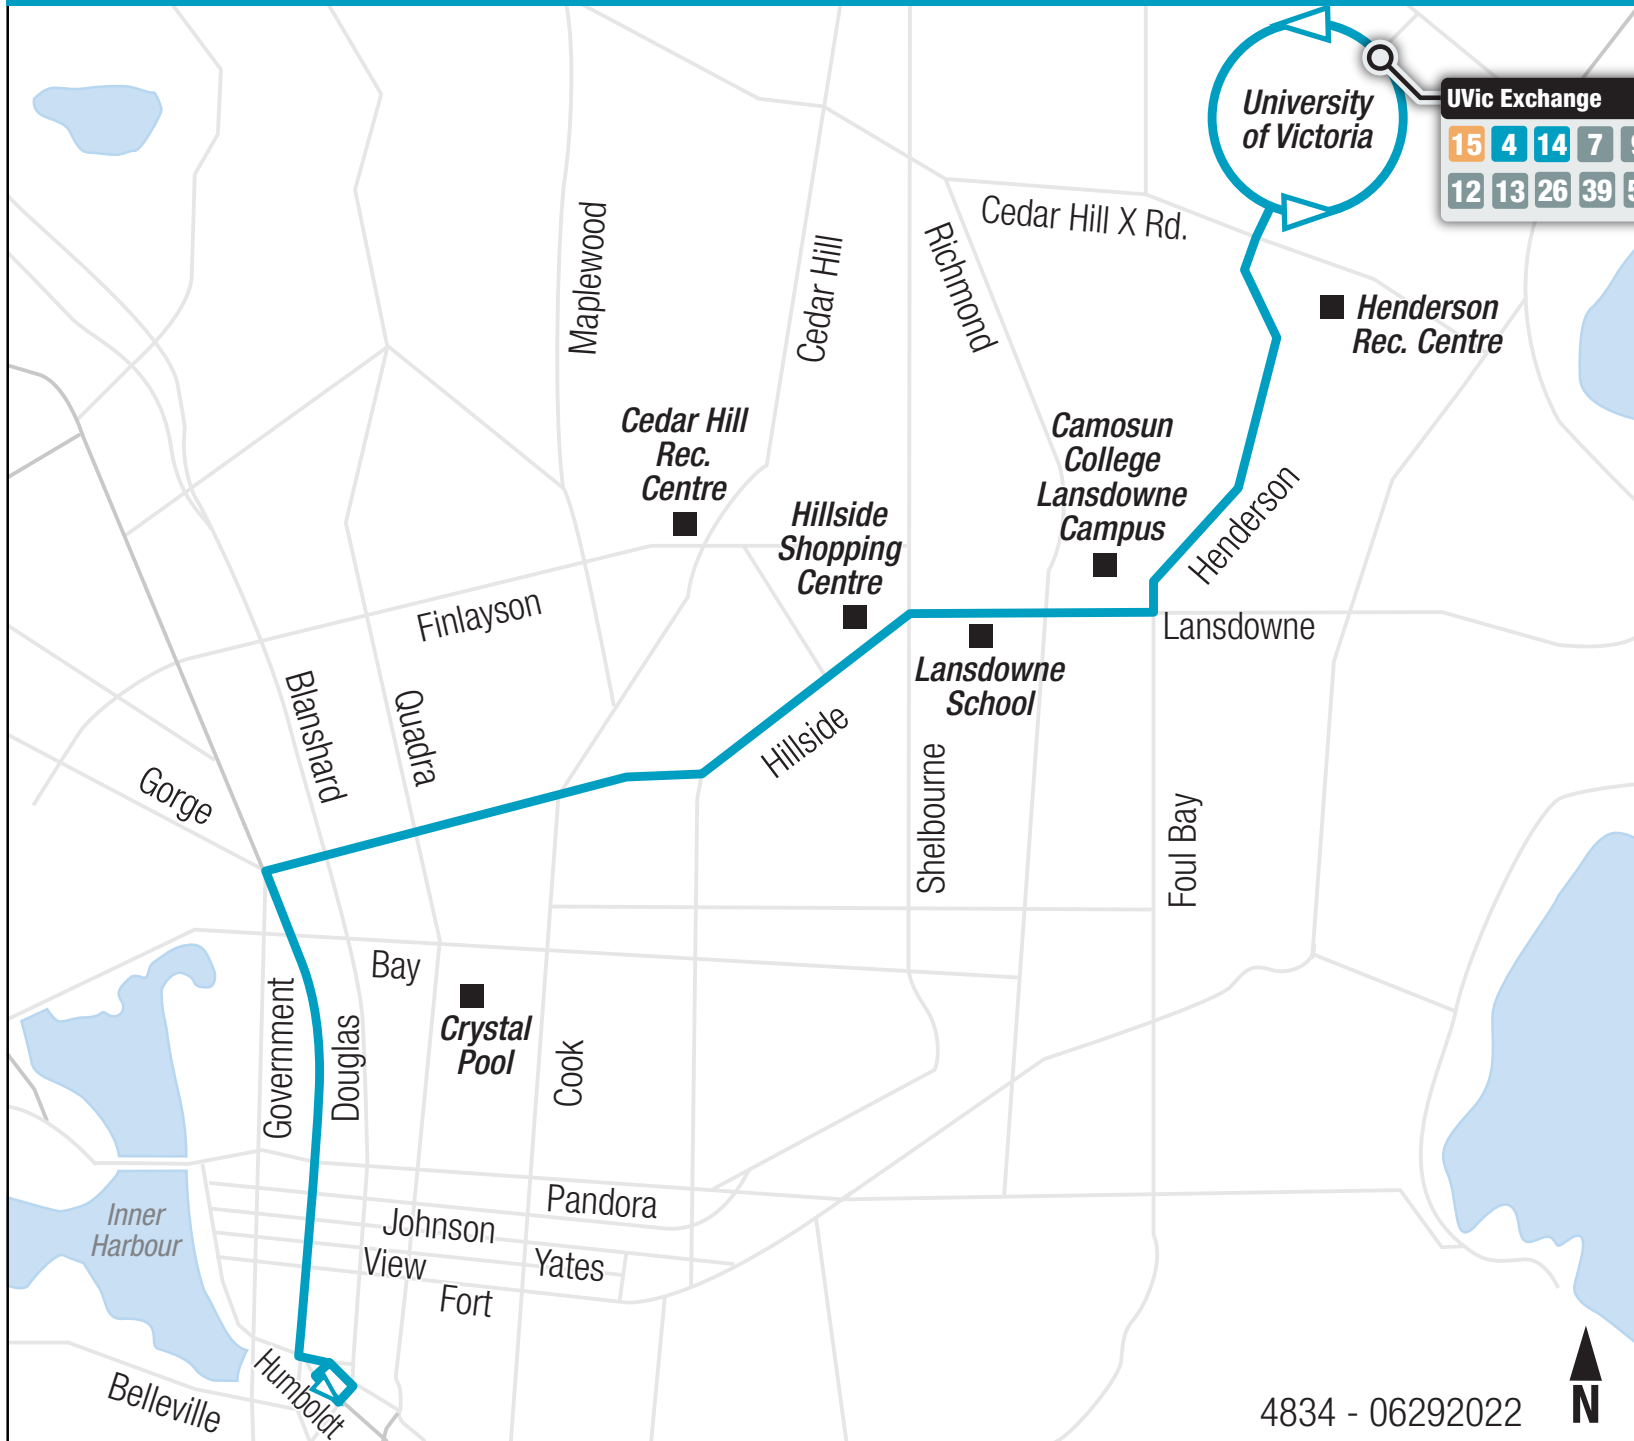 University
of Victoria
UVic Exchange
15 4 14 7
12 13 26 39
Cedar Hill X Rd.
Maplewood
Cedar Hill
Richmond
Henderson
Rec. Centre
Cedar Hill
Rec.
Centre
Camosun
College
Lansdowne
Campus
Hillside
Shopping
Centre
Henderson
Finlayson
Lansdowne
Lansdowne
School
Blanshard
Quadra
Hillside
Gorge
Shelbourne
Foul Bay
Bay
Government
Douglas
Crystal
Pool
Cook
Pandora
Inner
Harbour
Johnson
View
Yates
Fort
Humboldt
Belleville
4834 - 06292022
N